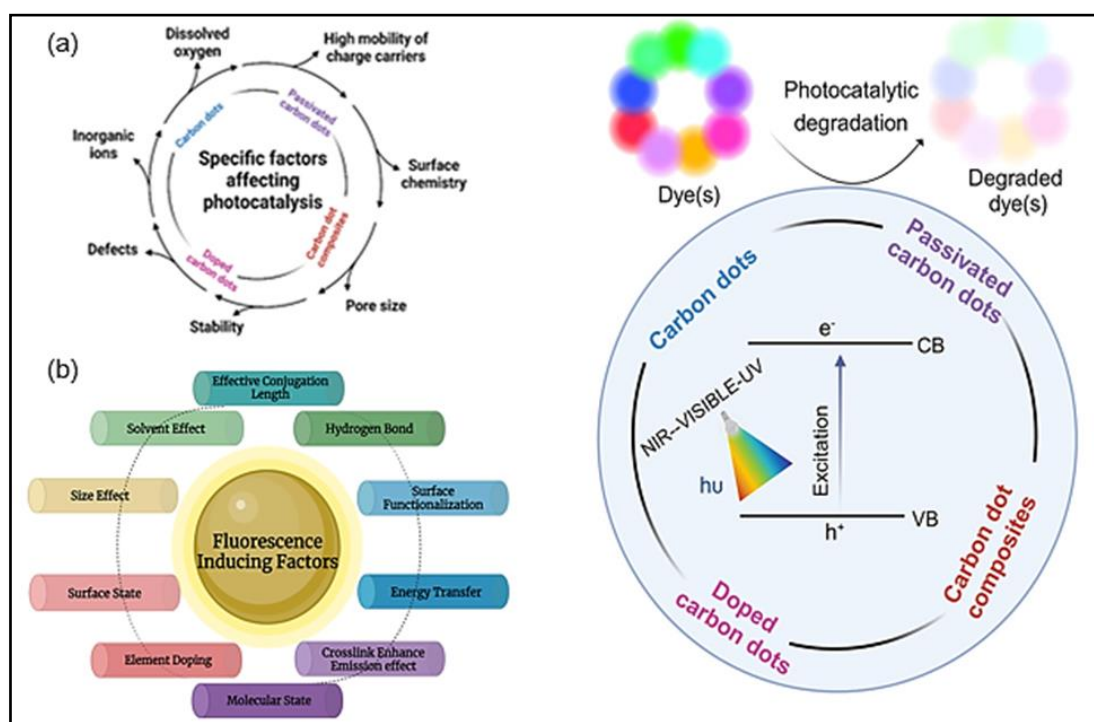 (a)
Dissolved
oxygen
High mobility of
charge carriers
Inorganic
ions
Carbon dots
Passivated
carbon dots
Specific factors
affecting
photocatalysis
Surface
chemistry
Defects
Doped
carbon dots
Carbon dot
composites
Pore size
Stability
(b)
Effective Conjugation
Length
Solvent Effect
Hydrogen Bond
Size Effect
Surface
Functionalization
Fluorescence
Inducing Factors
Surface State
Energy Transfer
Element Doping
Crosslink Enhance
Emission effect
Molecular State
Dye(s)
Photocatalytic
degradation
Degraded
dye(s)
Carbon dots
Passivated
carbon dots
e-
CB
NIR--VISIBLE-UV
hυ
Excitation
h+
VB
Doped
carbon dots
Carbon dot
composites